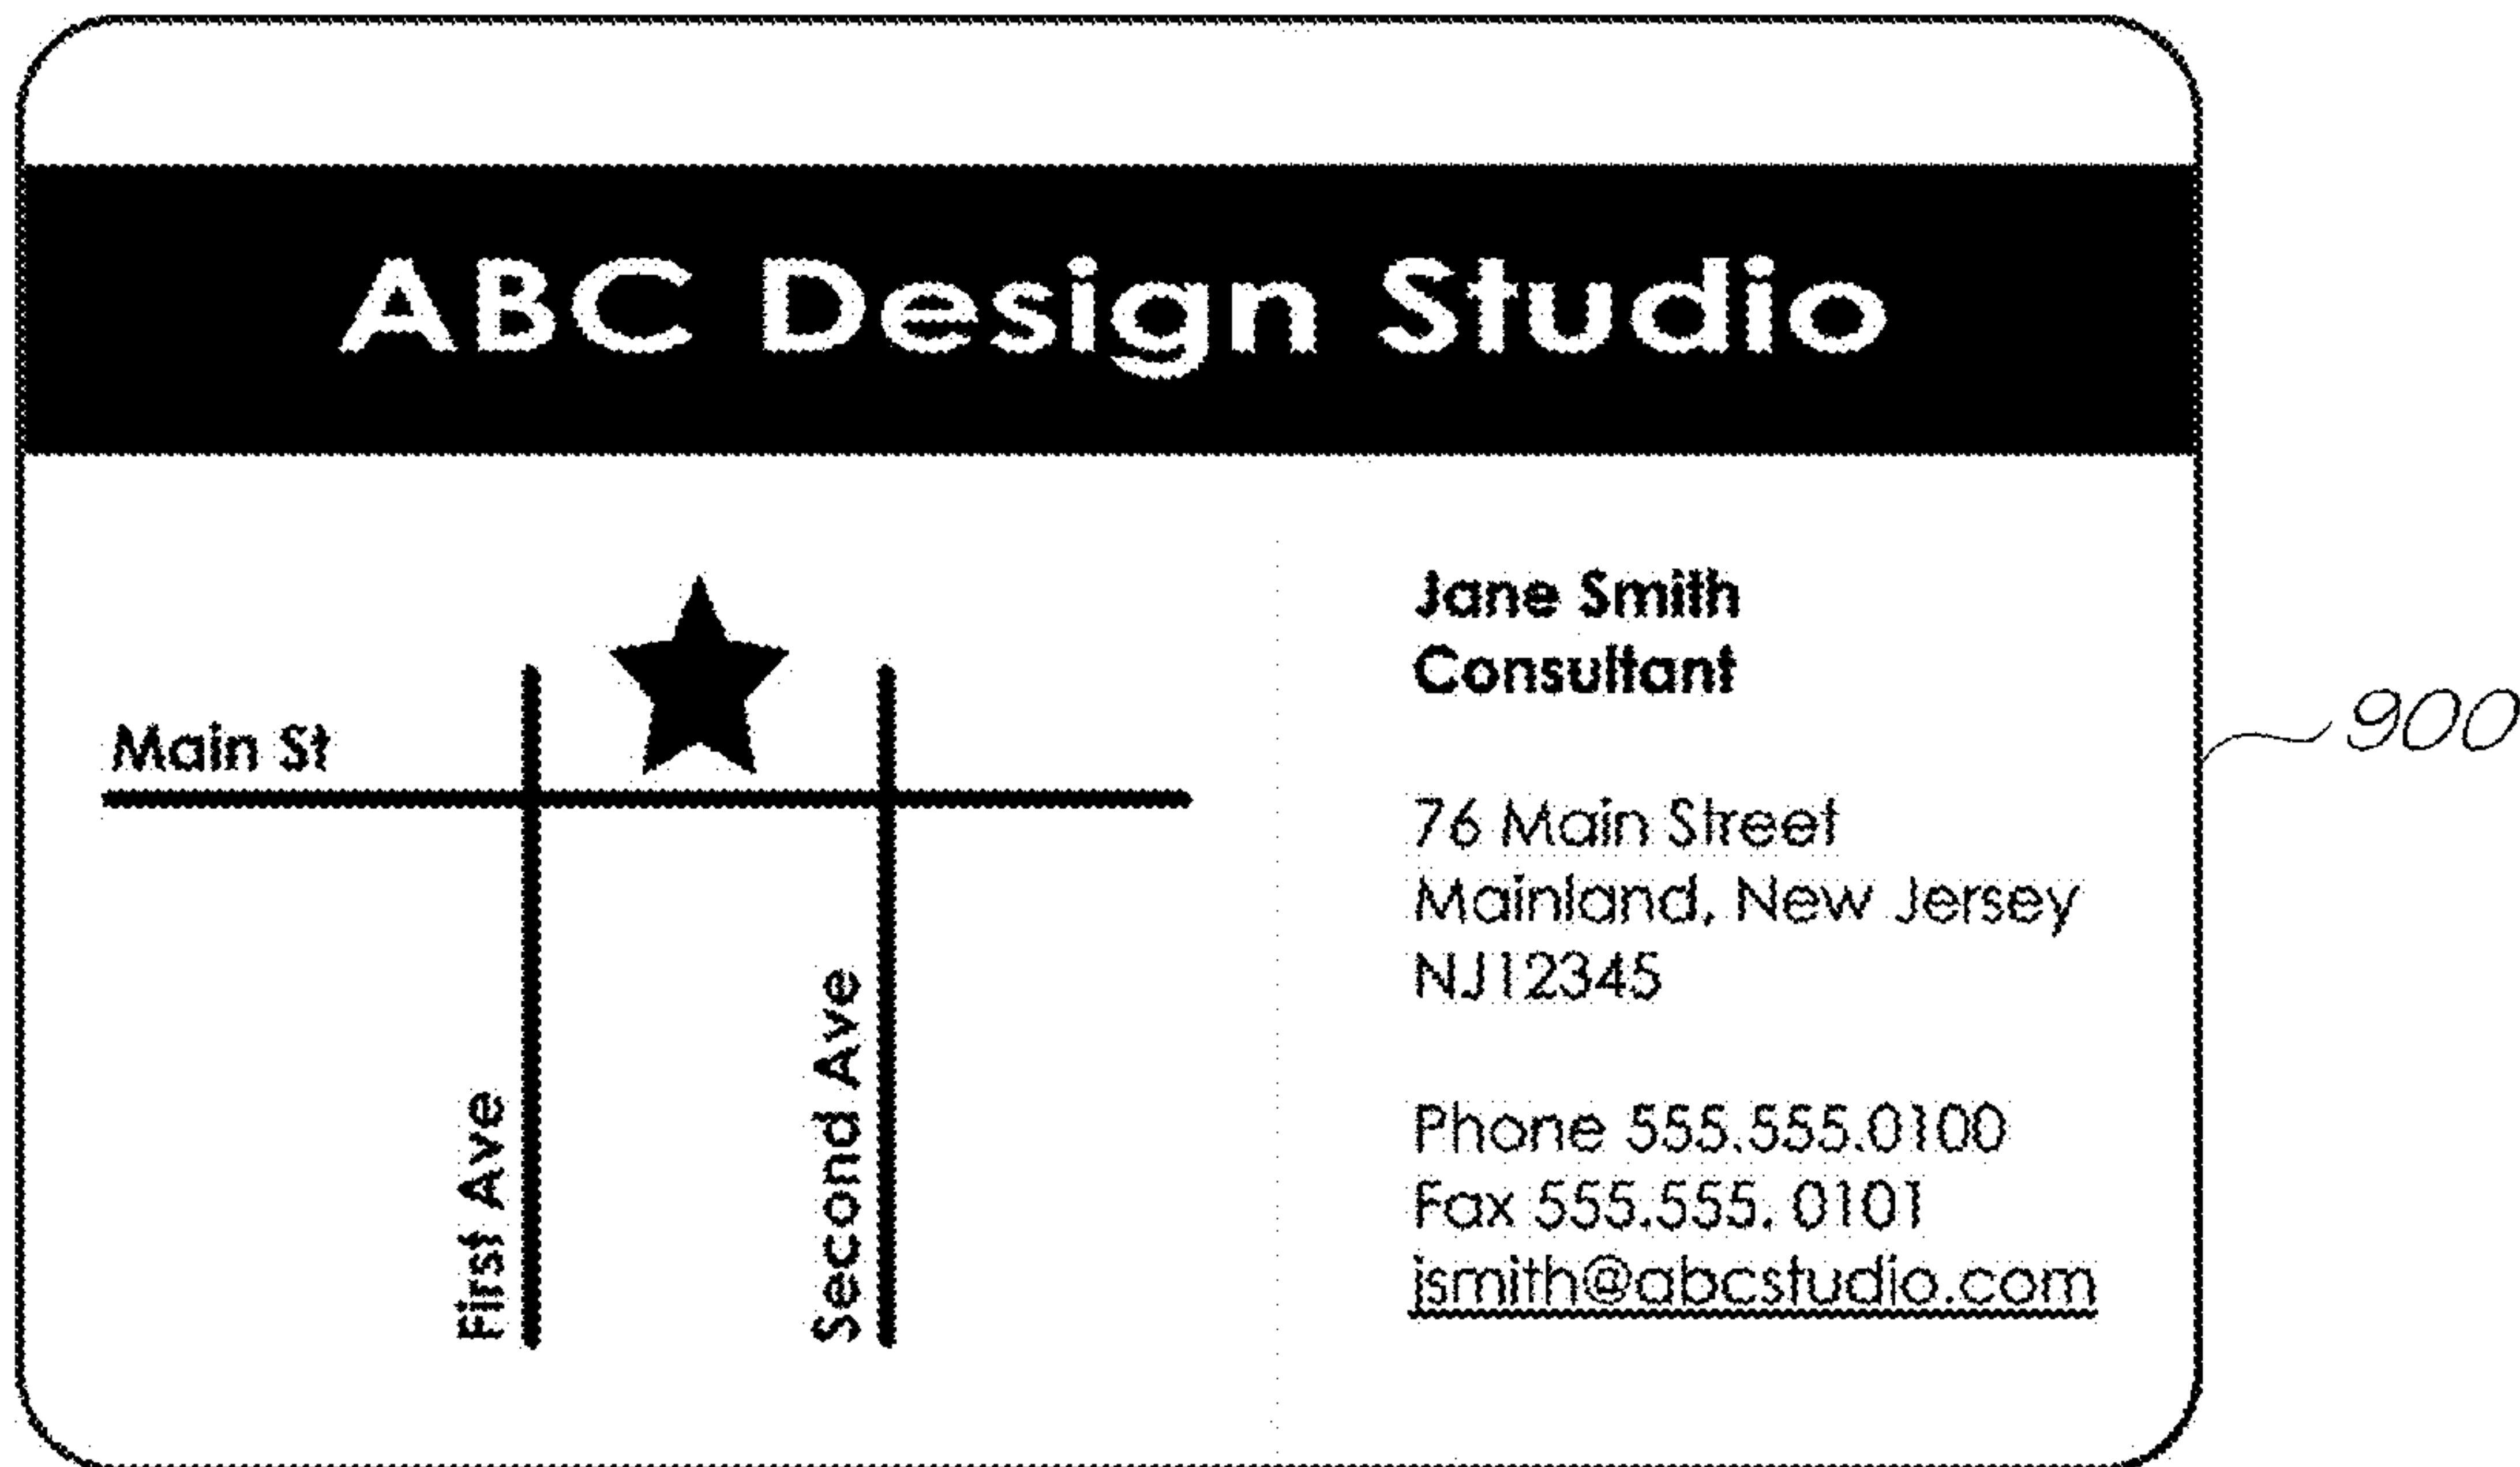 ABC Design Studio
Jane Smith
Consultant
Main St
900
76 Main Street
Mainland, New Jersey
NJ12345
First Ave
Second Ave
Phone 555.555.0100
Fax 555.555. 0101
jsmith@abcstudio.com